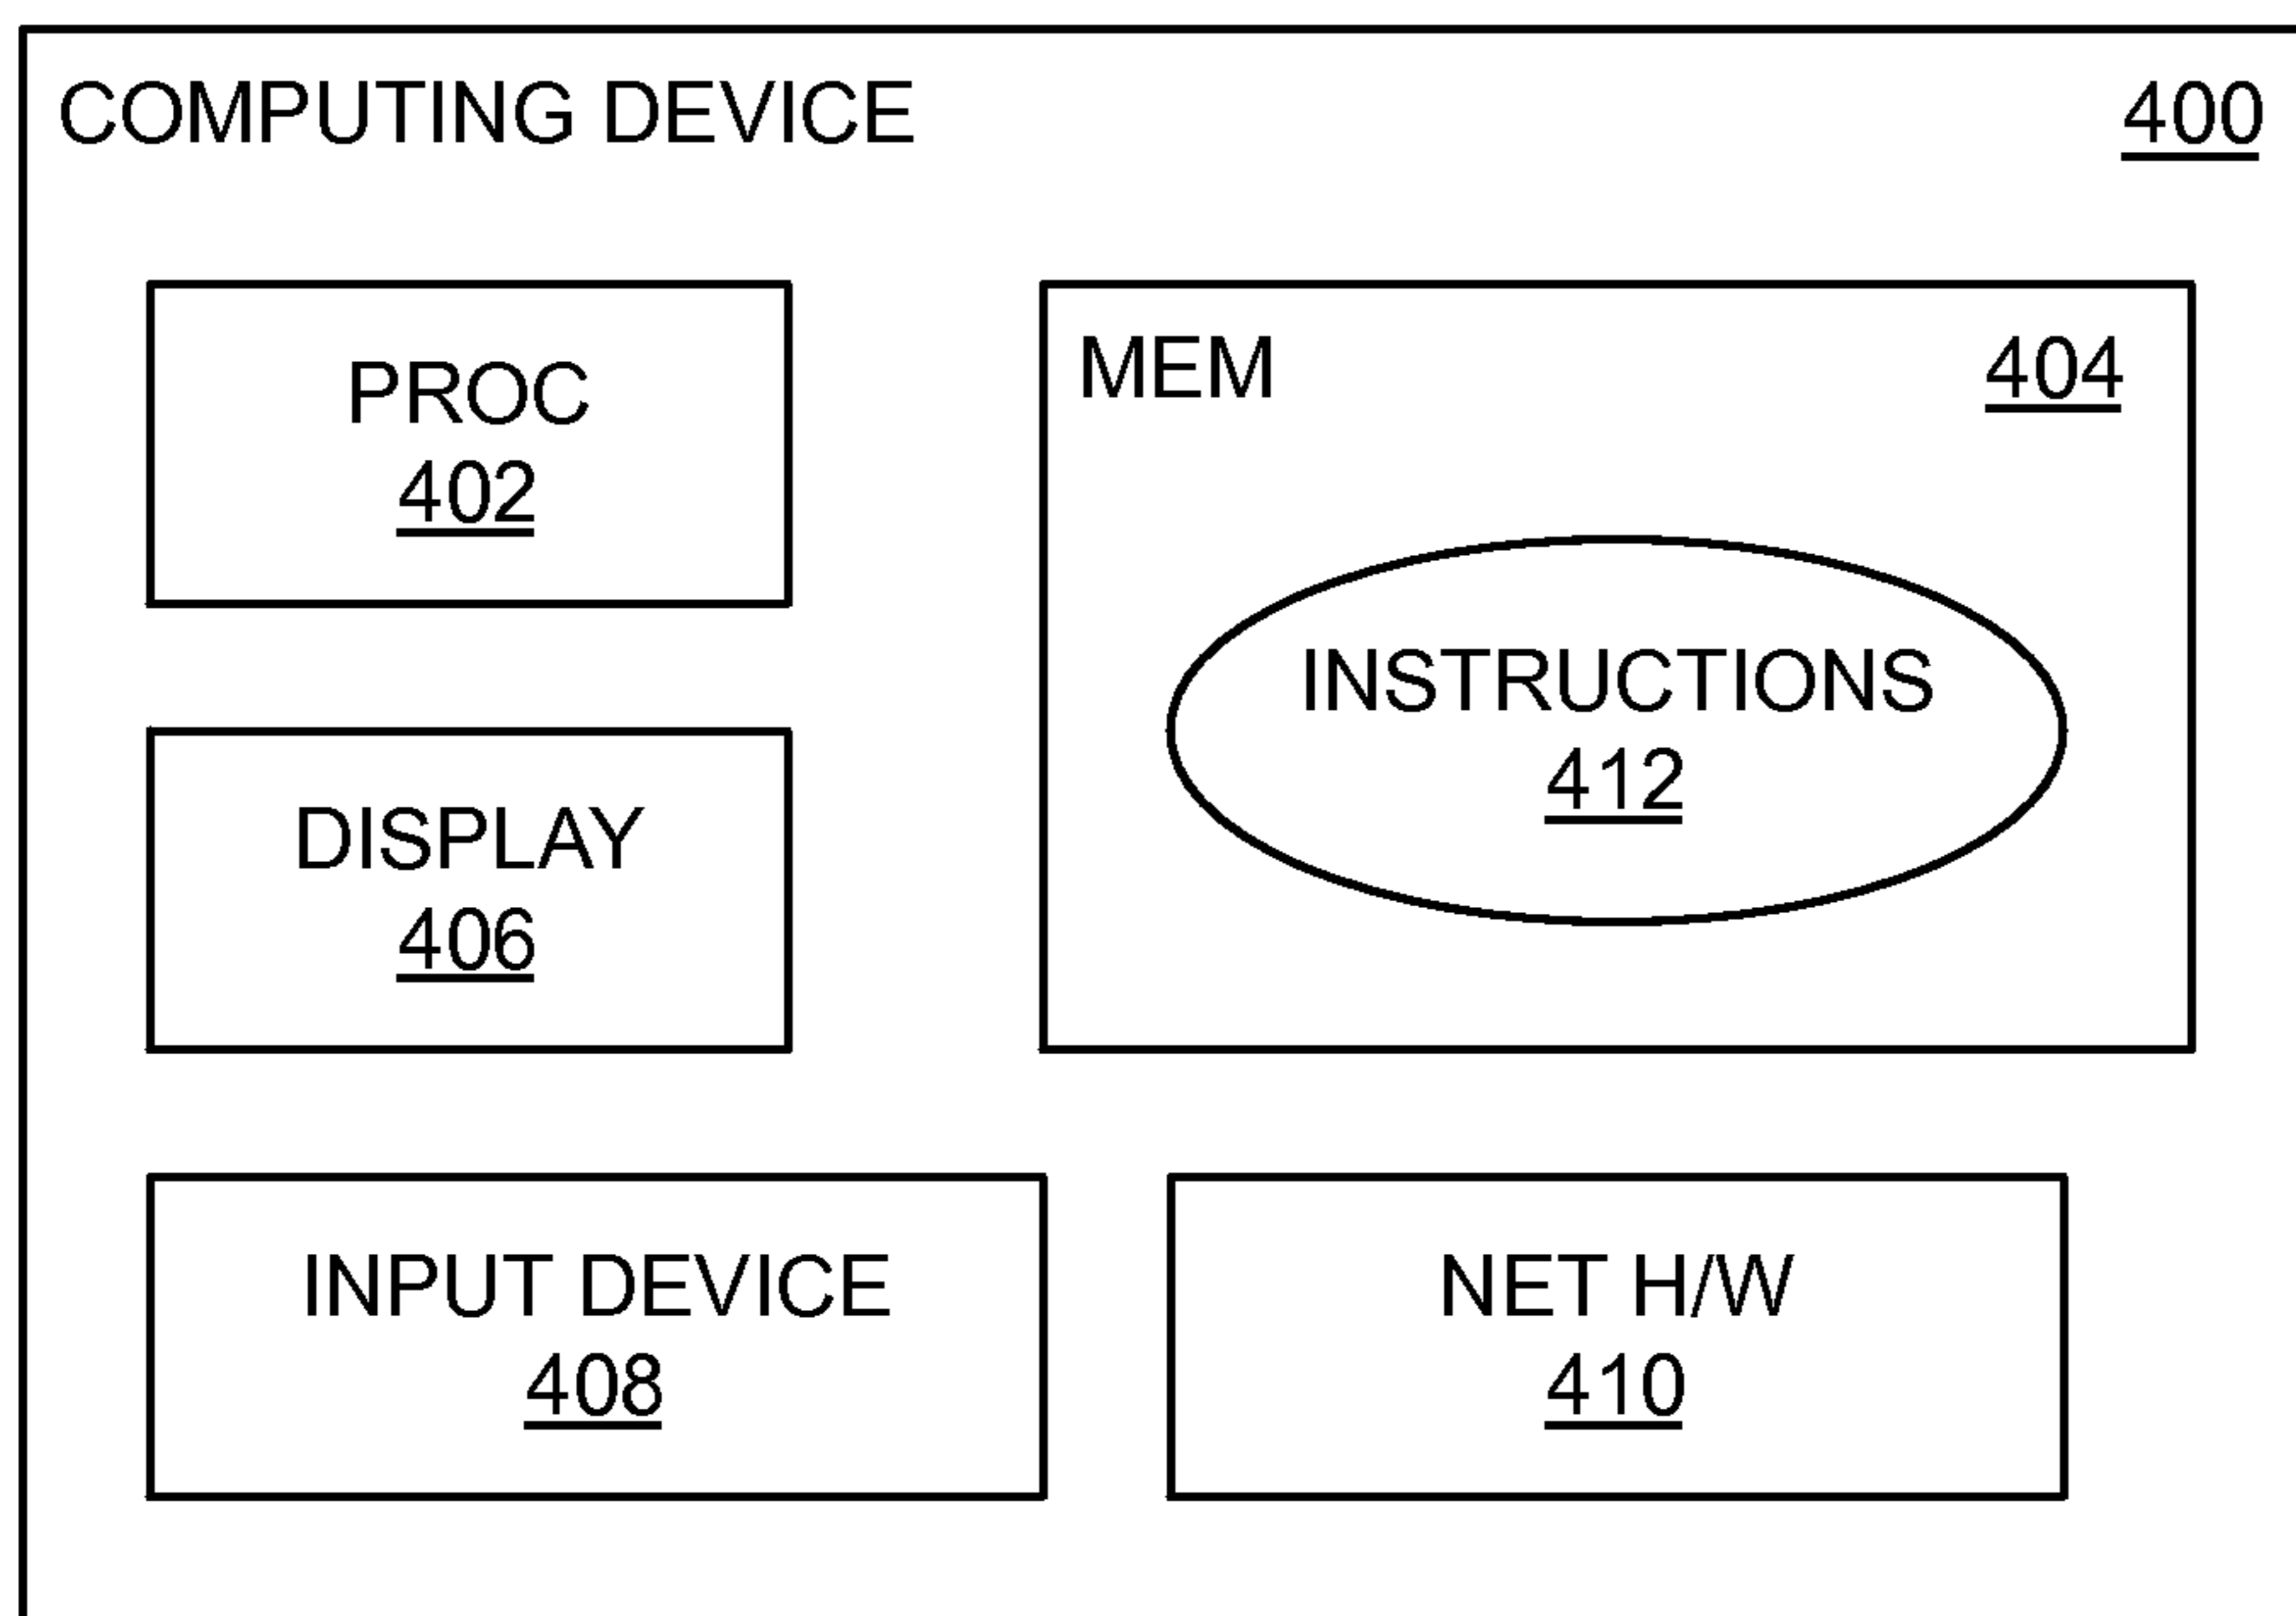 COMPUTING DEVICE 400
PROC
402
MEM 404
INSTRUCTIONS
412
DISPLAY
406
INPUT DEVICE
408
NET H/W
410